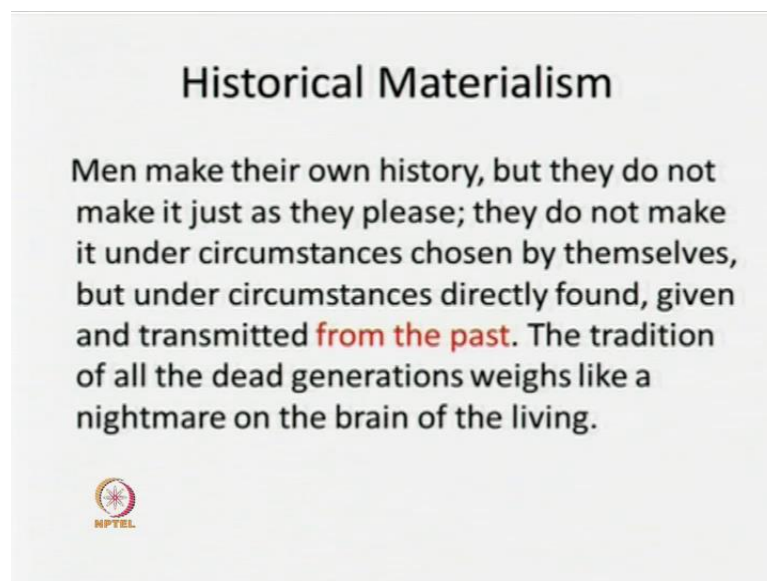 Historical Materialism
Men make their own history, but they do not
make it just as they please; they do not make
it under circumstances chosen by themselves,
but under circumstances directly found, given
and transmitted from the past. The tradition
of all the dead generations weighs like a
nightmare on the brain of the living.
NPTEL